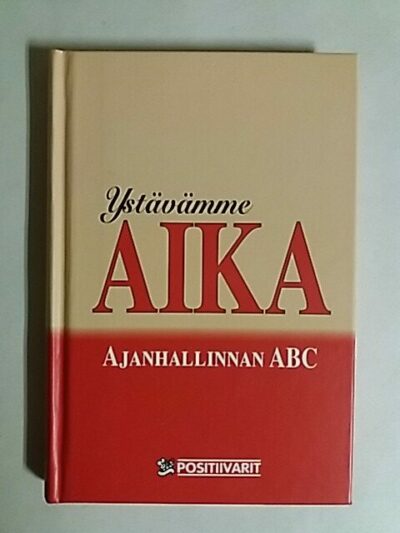 Ystävämme
AIKA
AJANHALLINNAN ABC
POSITIIVARIT